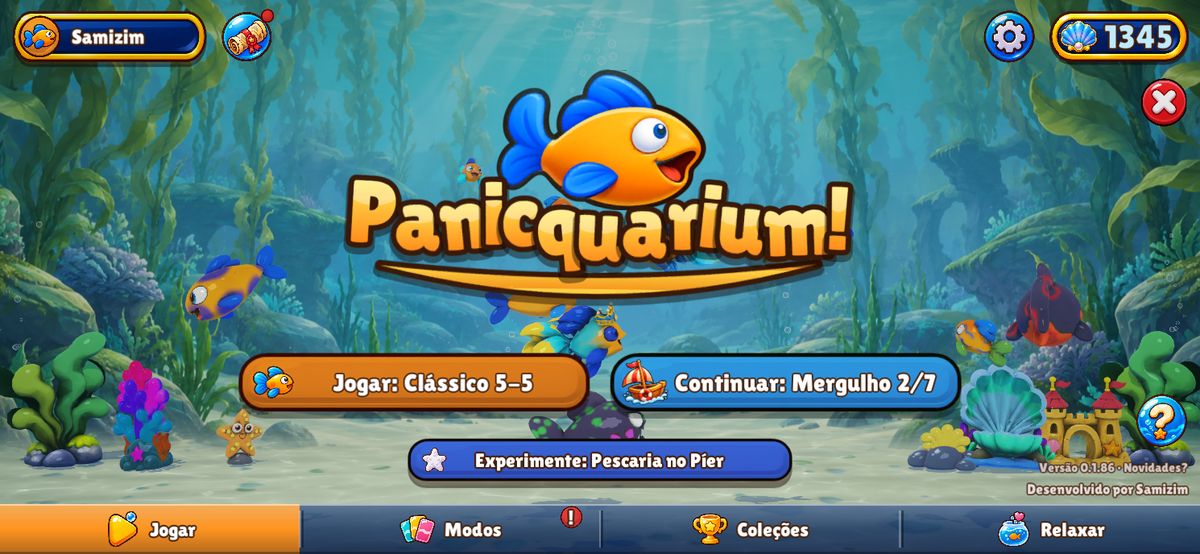 Samizim
1345
Panicquarium!
Jogar: Clássico 5-5
Continuar: Mergulho 2/7
Experimente: Pescaria no Píer
?
Versão 0.1.86 • Novidades?
Desenvolvido por Samizim
Jogar
Modos
!
Coleções
Relaxar